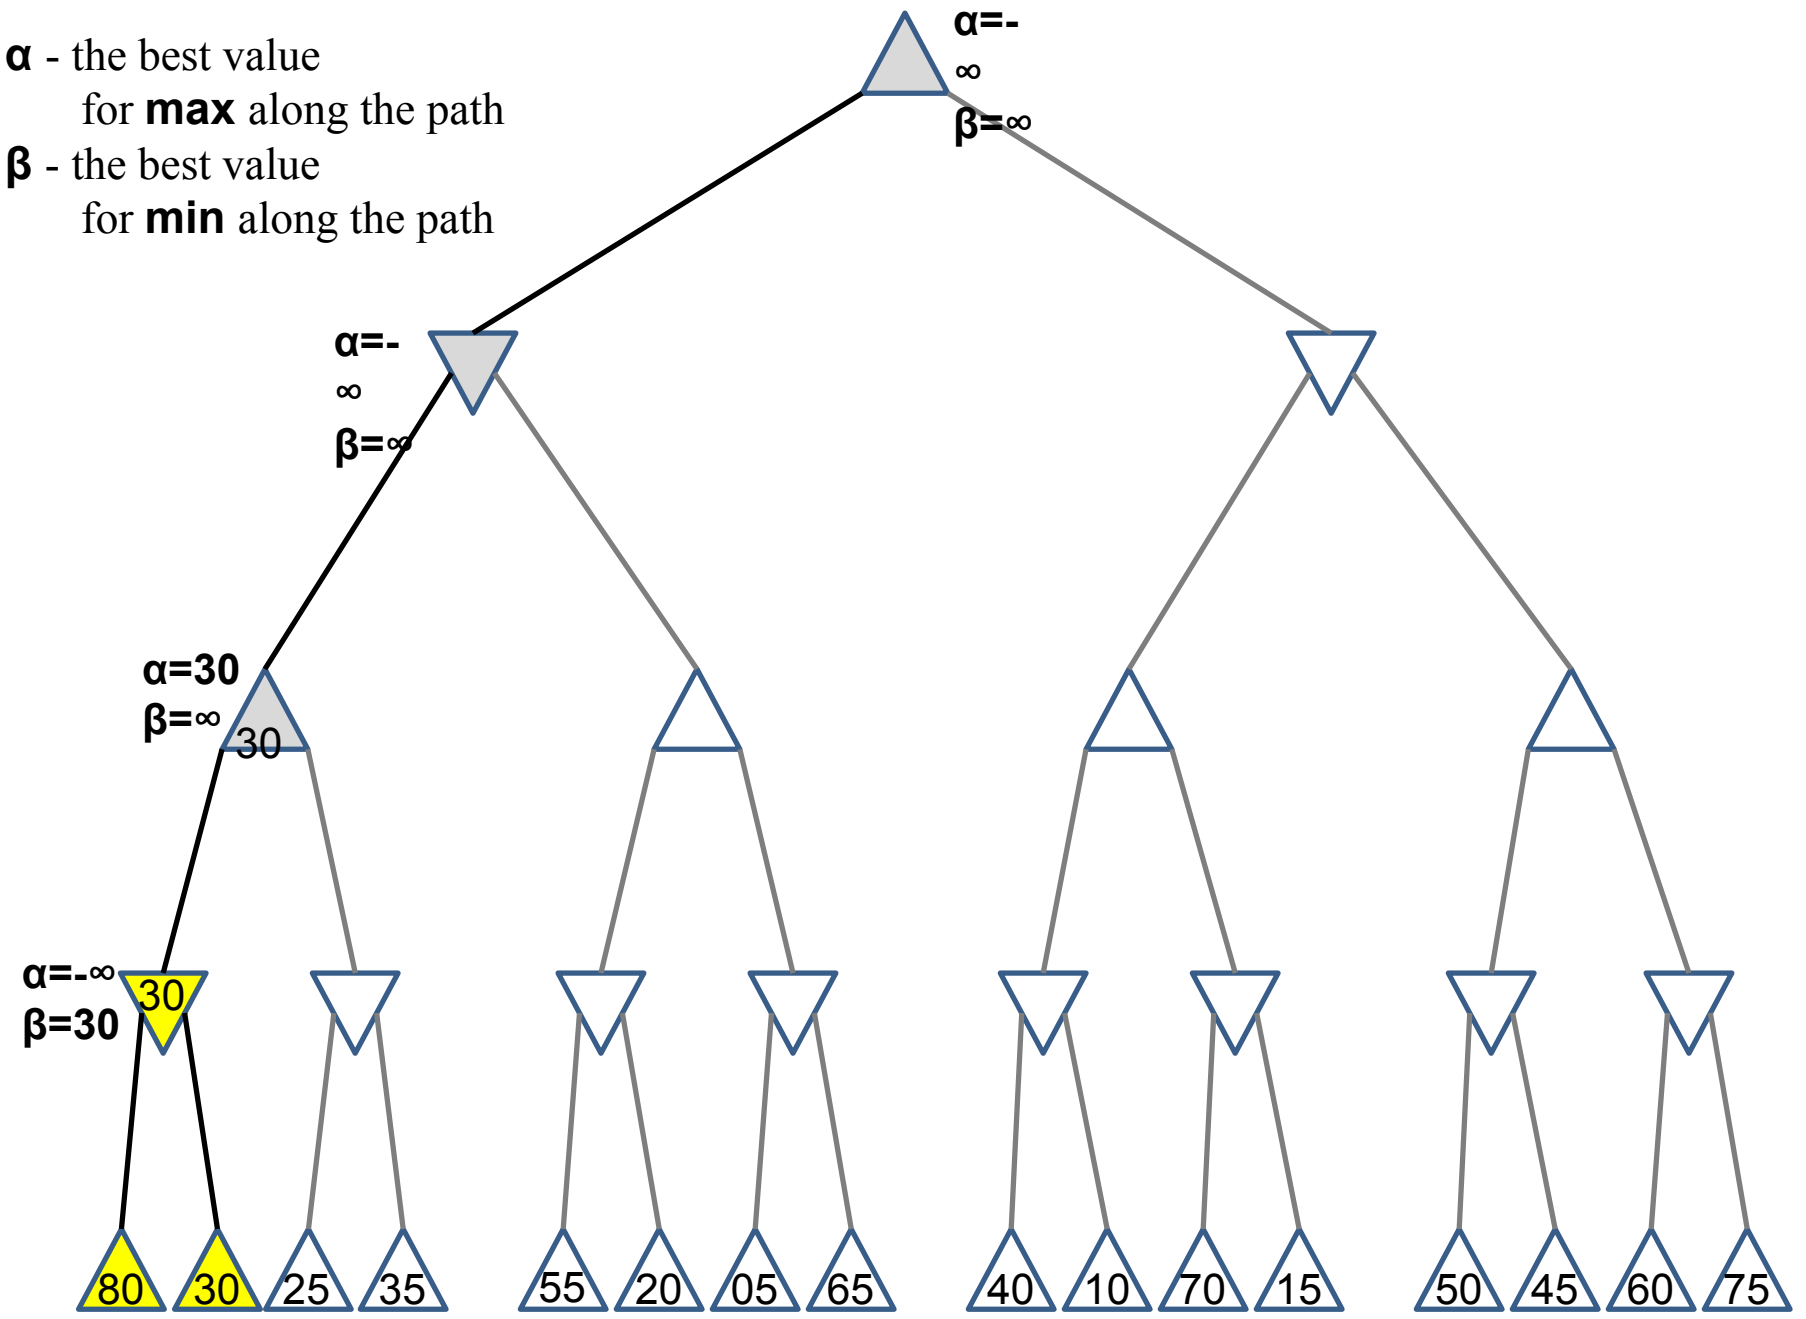 α - the best value
for max along the path
β - the best value
for min along the path
α=-
∞
β=∞
α=-
∞
β=∞
α=30
β=∞
30
α=-∞
β=30
30
80 30 25 35 55 20 05 65 40 10 70 15 50 45 60 75